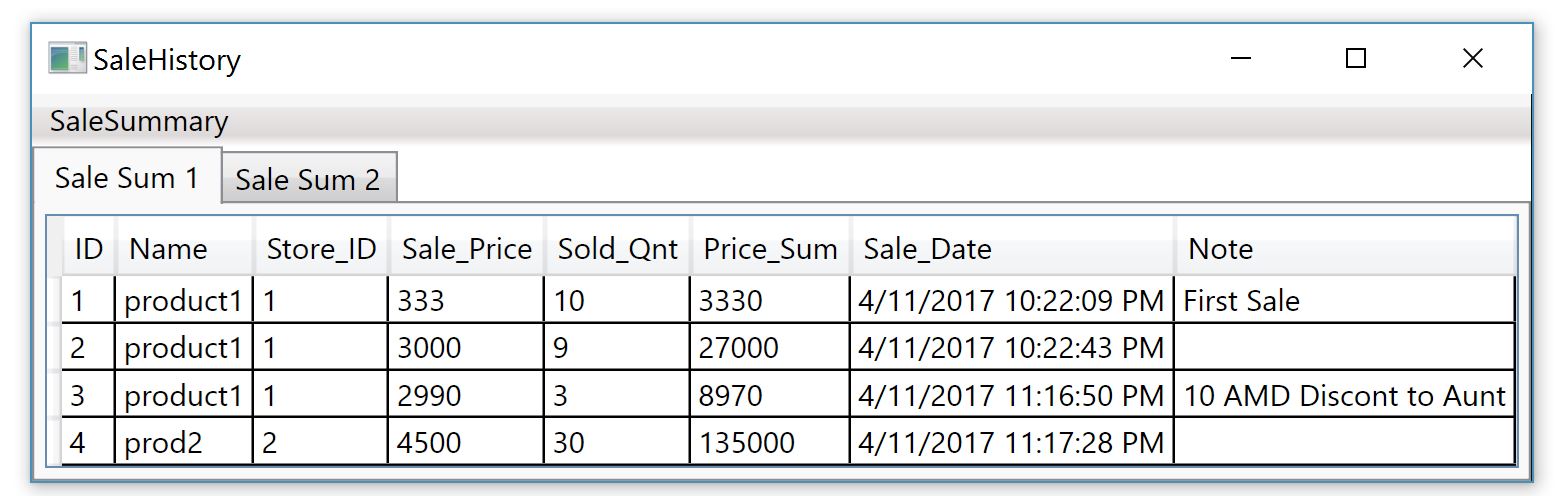 SaleHistory
SaleSummary
Sale Sum 1 Sale Sum 2
ID Name Store_ID Sale_Price Sold_Qnt Price_Sum Sale_Date Note
1 product1 1 333 10 3330 4/11/2017 10:22:09 PM First Sale
2 product1 1 3000 9 27000 4/11/2017 10:22:43 PM
3 product1 1 2990 3 8970 4/11/2017 11:16:50 PM 10 AMD Discont to Aunt
4 prod2 2 4500 30 135000 4/11/2017 11:17:28 PM